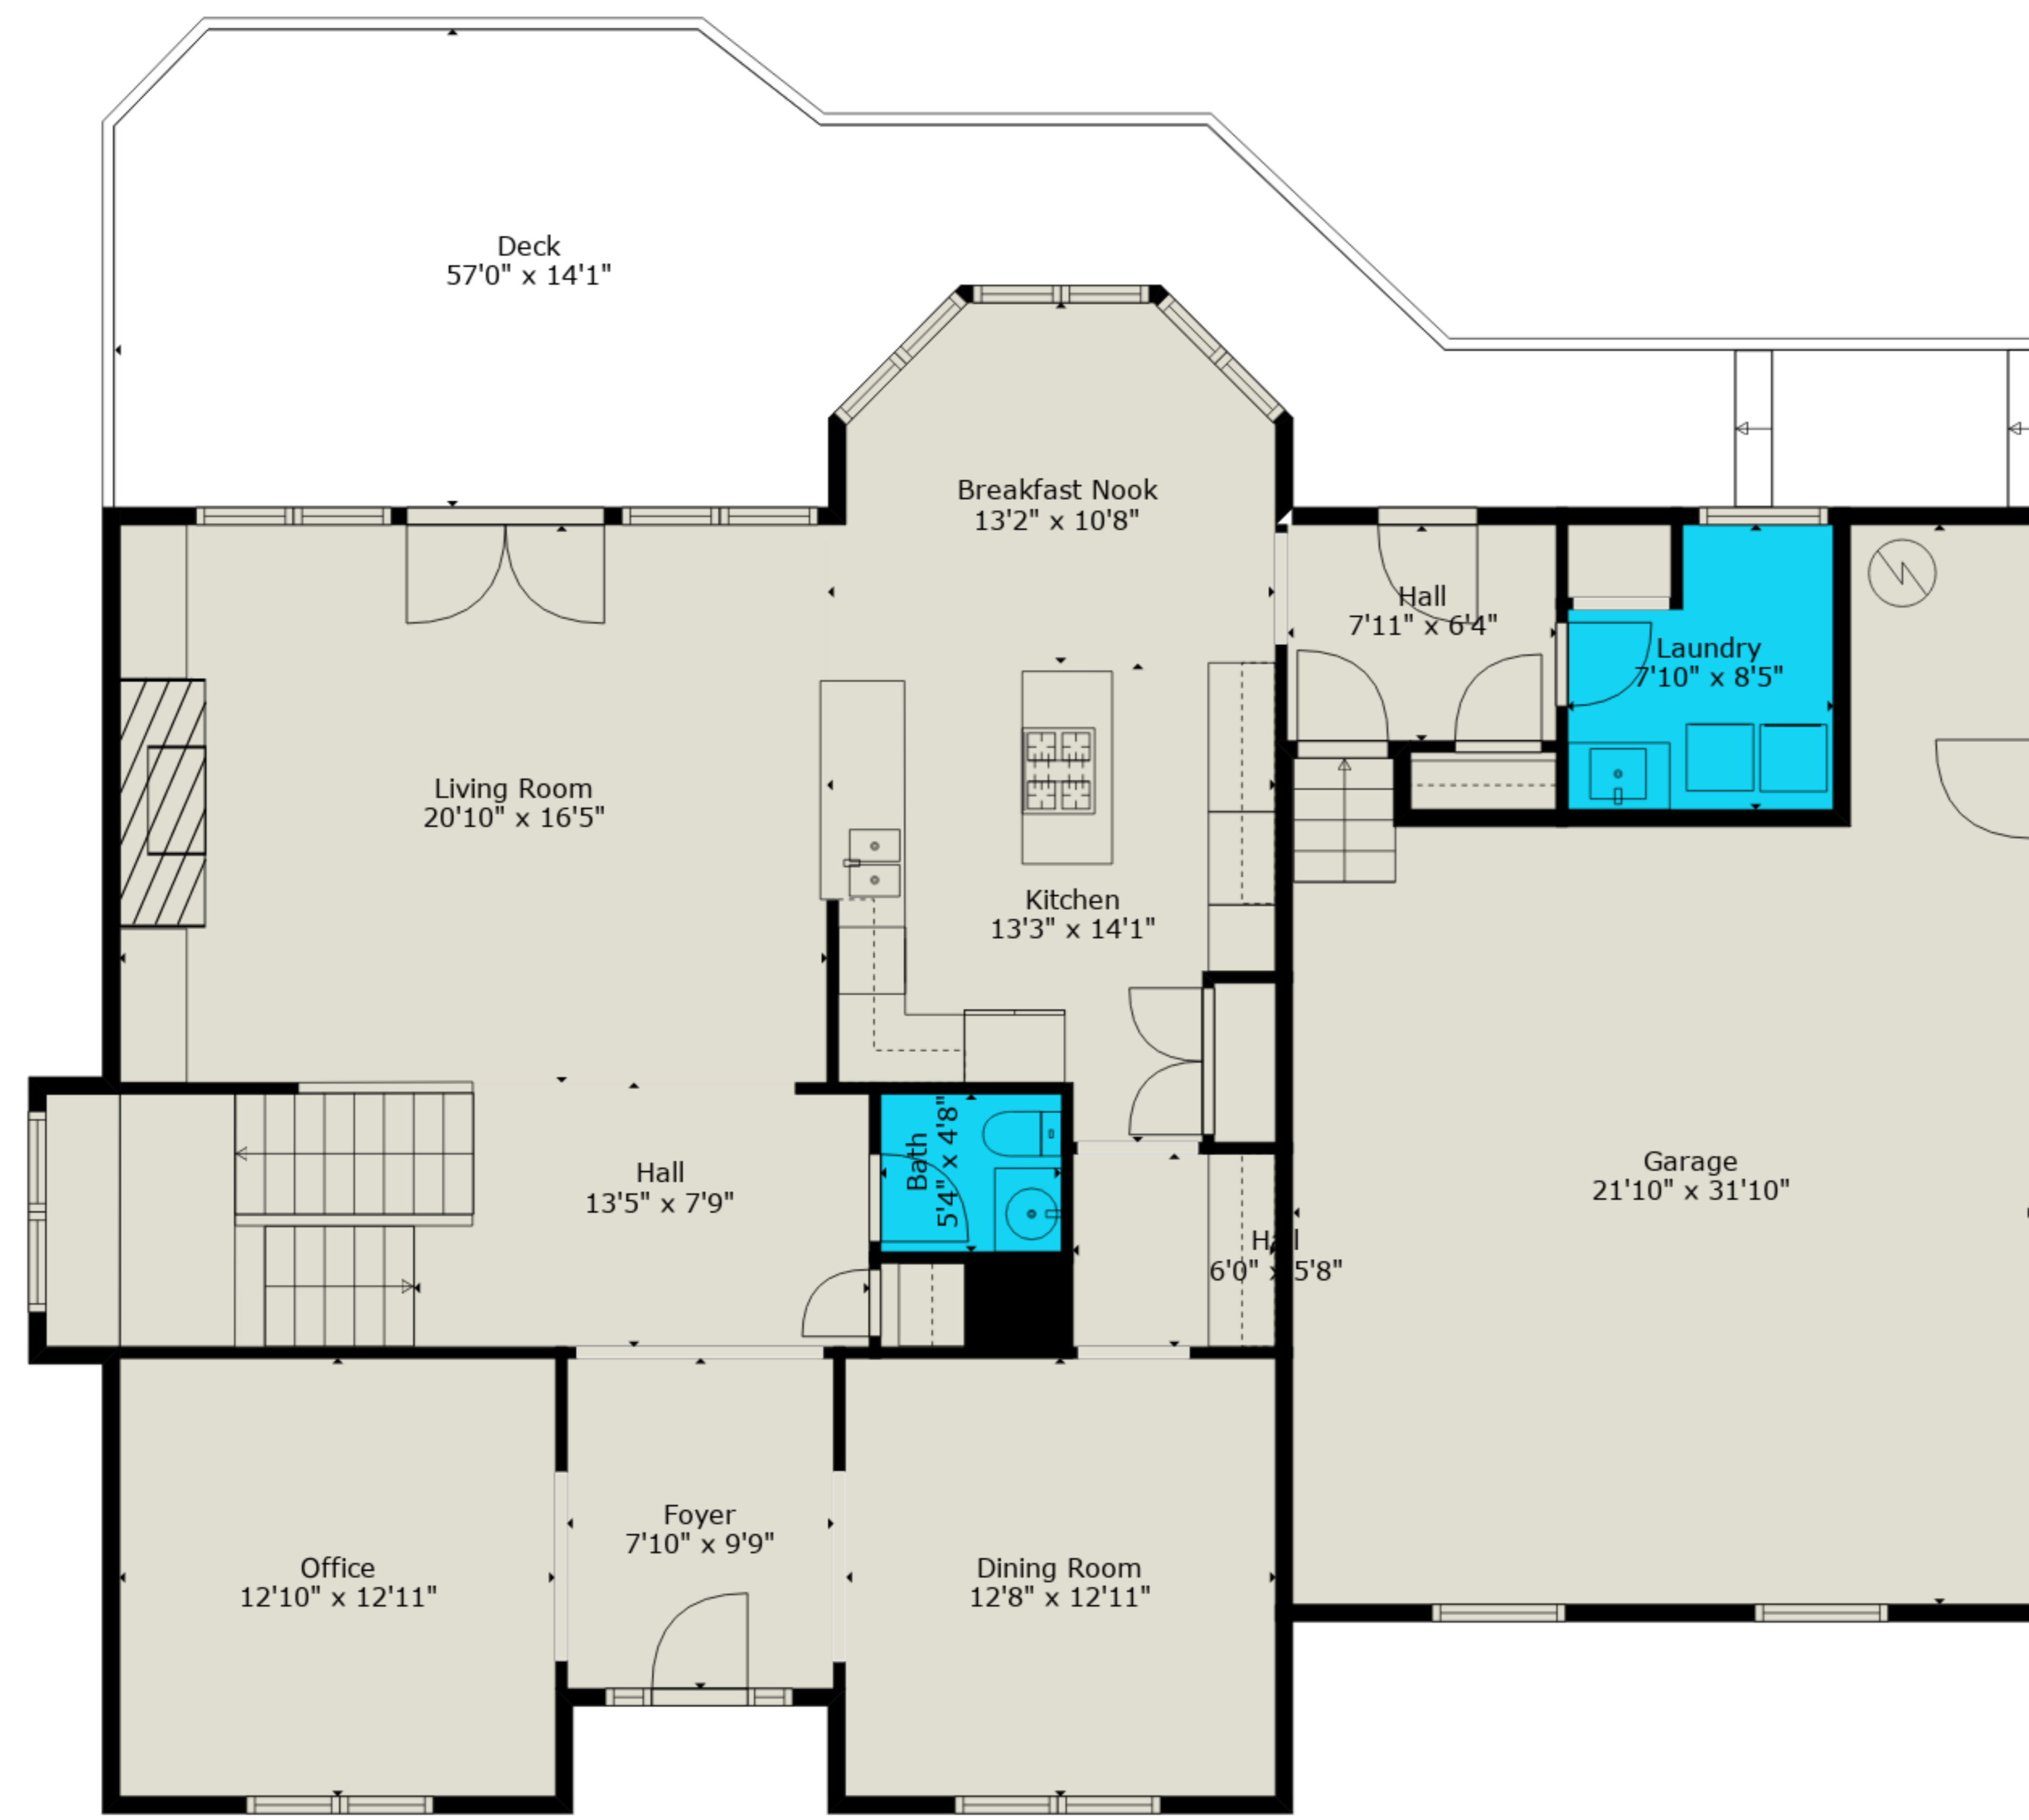 Deck
57'0" x 14'1"
Breakfast Nook
13'2" x 10'8"
Hall
7'11" x 6'4"
Laundry
7'10" x 8'5"
Living Room
20'10" x 16'5"
Kitchen
13'3" x 14'1"
Hall
13'5" x 7'9"
Bath
5'4" x 4'8"
Garage
21'10" x 31'10"
Hall
6'0" x 5'8"
Foyer
7'10" x 9'9"
Office
12'10" x 12'11"
Dining Room
12'8" x 12'11"